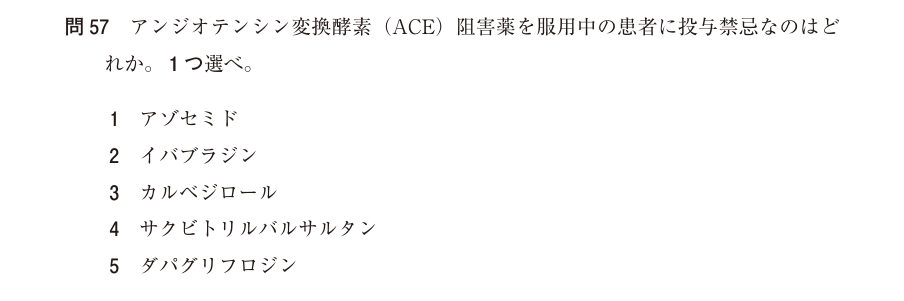 問57 アンジオテンシン変換酵素（ACE）阻害薬を服用中の患者に投与禁忌なのはど
れか。1つ選べ。
1 アゾセミド
2 イバブラジン
3 カルベジロール
4 サクビトリルバルサルタン
5 ダパグリフロジン